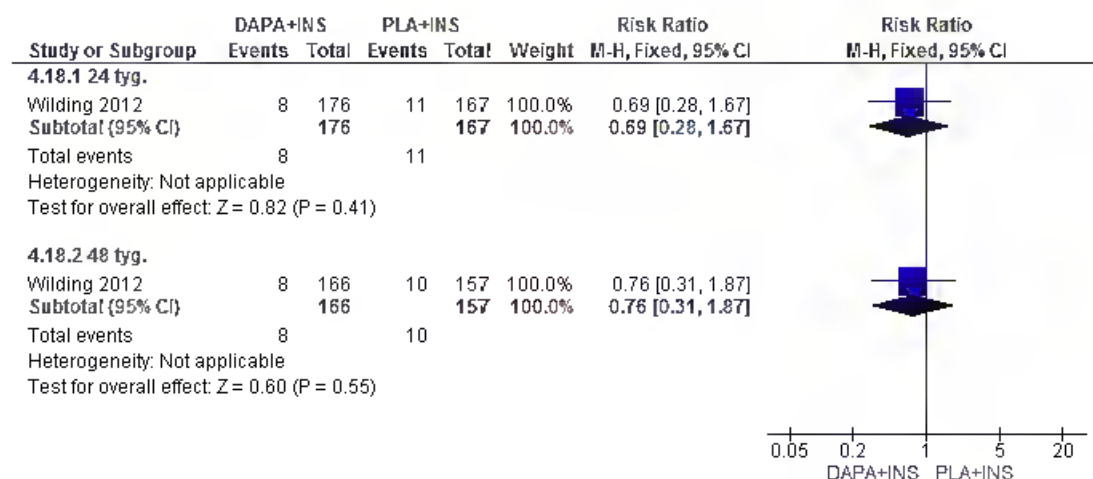 DAPA+INS PLA+INS Risk Ratio Risk Ratio
Study or Subgroup Events Total Events Total Weight M-H, Fixed, 95% CI M-H, Fixed, 95% CI
4.18.1 24 tyg.
Wilding 2012 8 176 11 167 100.0% 0.69 [0.28, 1.67]
Subtotal (95% CI) 176 167 100.0% 0.69 [0.28, 1.67]
Total events 8 11
Heterogeneity: Not applicable
Test for overall effect: Z = 0.82 (P = 0.41)
4.18.2 48 tyg.
Wilding 2012 8 166 10 157 100.0% 0.76 [0.31, 1.87]
Subtotal (95% CI) 166 157 100.0% 0.76 [0.31, 1.87]
Total events 8 10
Heterogeneity: Not applicable
Test for overall effect: Z = 0.60 (P = 0.55)
0.05 0.2 1 5 20
DAPA+INS PLA+INS